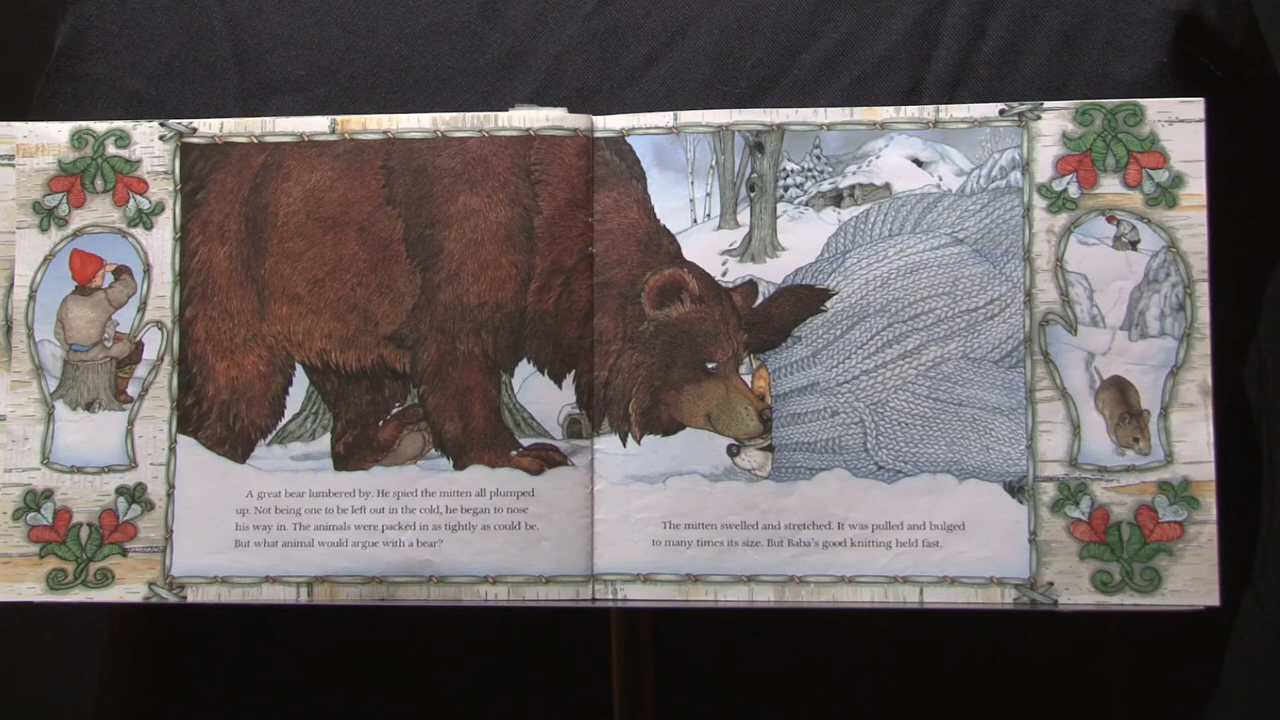 A great bear lumbered by. He spied the mitten all plumped
up. Not being one to be left out in the cold, he began to nose
his way in. The animals were packed in as tightly as could be.
But what animal would argue with a bear?
The mitten swelled and stretched. It was pulled and bulged
to many times its size. But Baba's good knitting held fast.